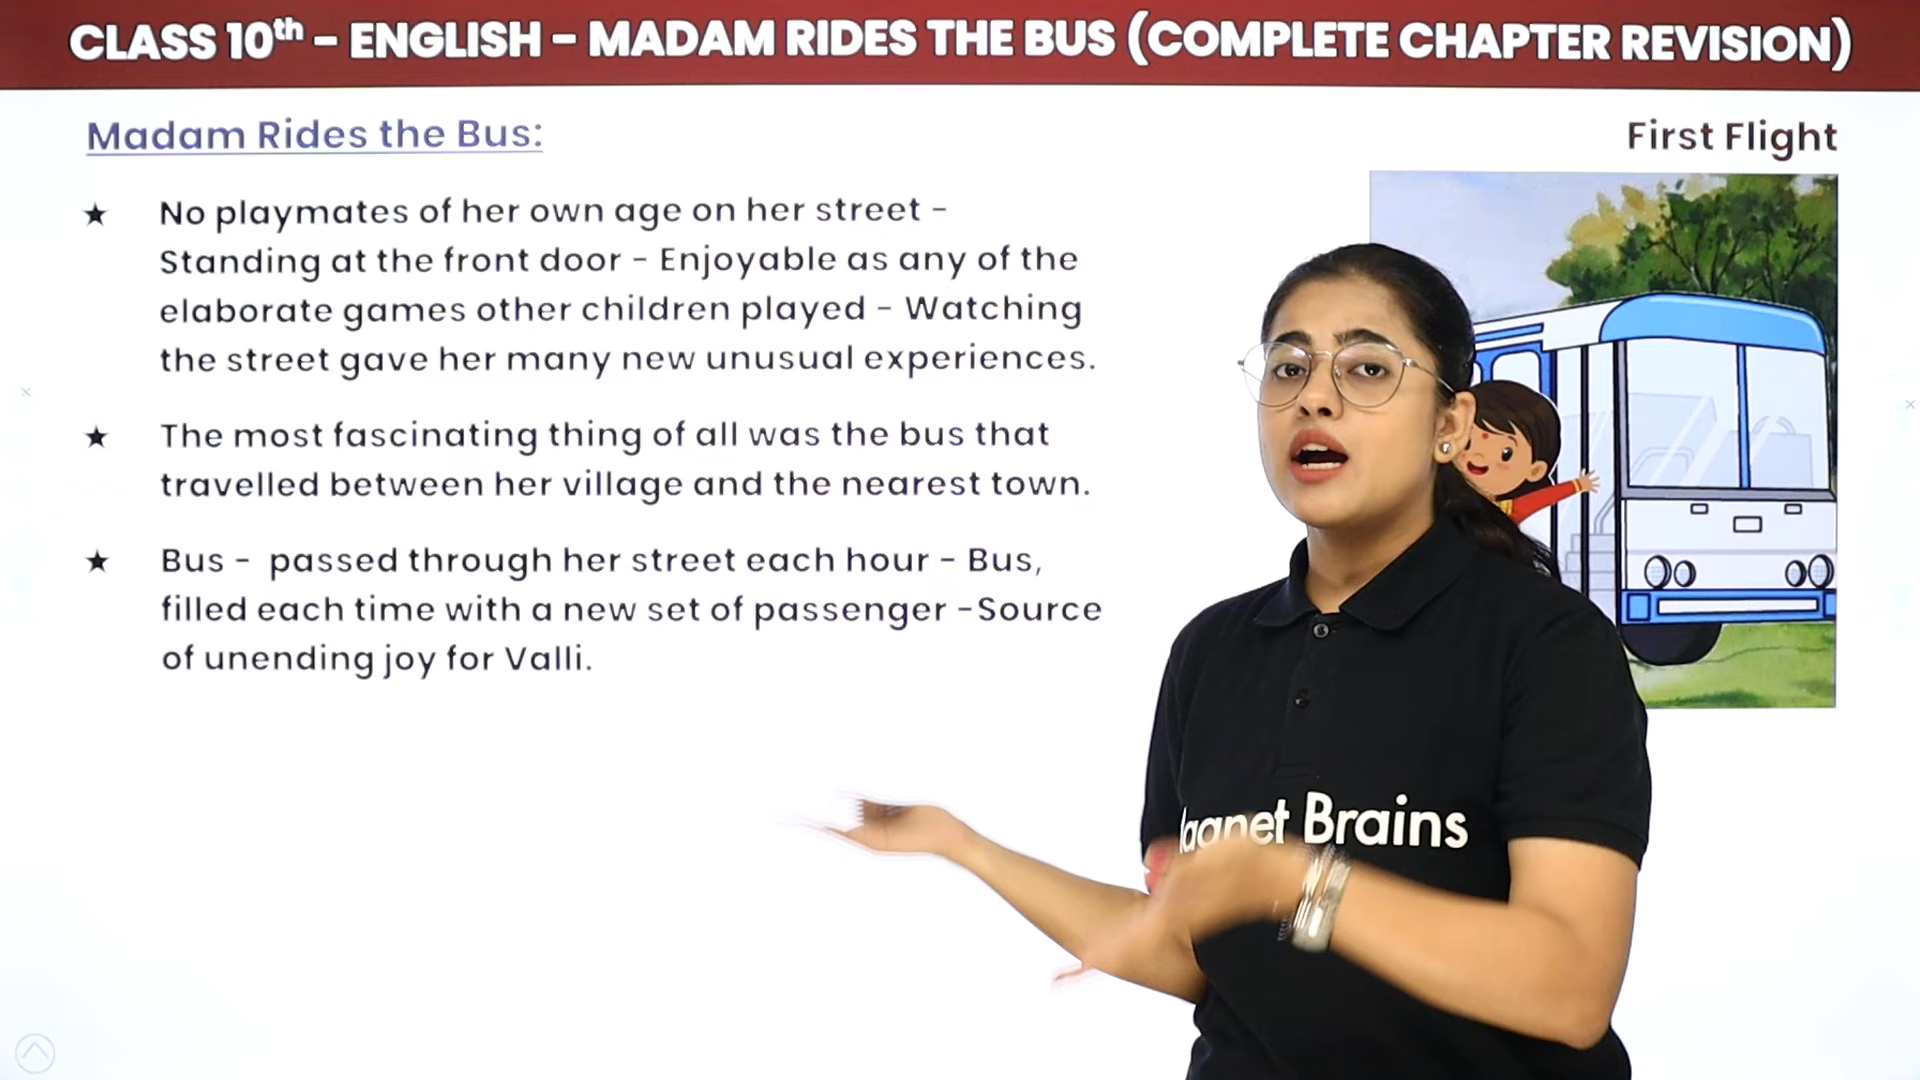 CLASS 10th - ENGLISH - MADAM RIDES THE BUS (COMPLETE CHAPTER REVISION)
Madam Rides the Bus:
First Flight
★ No playmates of her own age on her street -
Standing at the front door - Enjoyable as any of the
elaborate games other children played - Watching
the street gave her many new unusual experiences.
★ The most fascinating thing of all was the bus that
travelled between her village and the nearest town.
★ Bus - passed through her street each hour - Bus,
filled each time with a new set of passenger -Source
of unending joy for Valli.
Brains